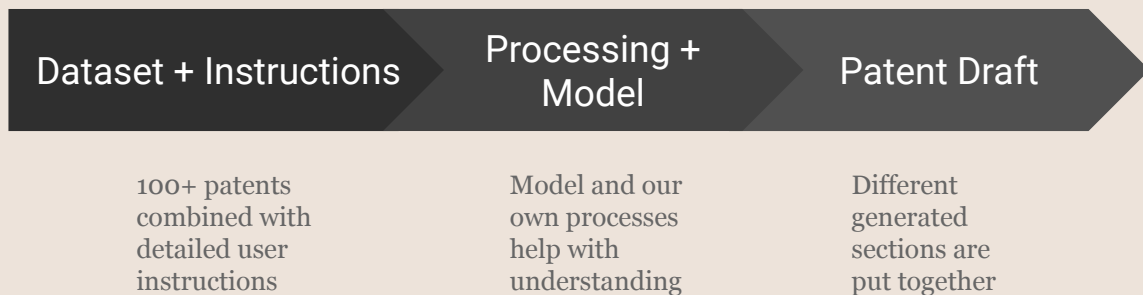 Dataset + Instructions
Processing +
Model
Patent Draft
100+ patents
combined with
detailed user
instructions
Model and our
own processes
help with
understanding
Different
generated
sections are
put together